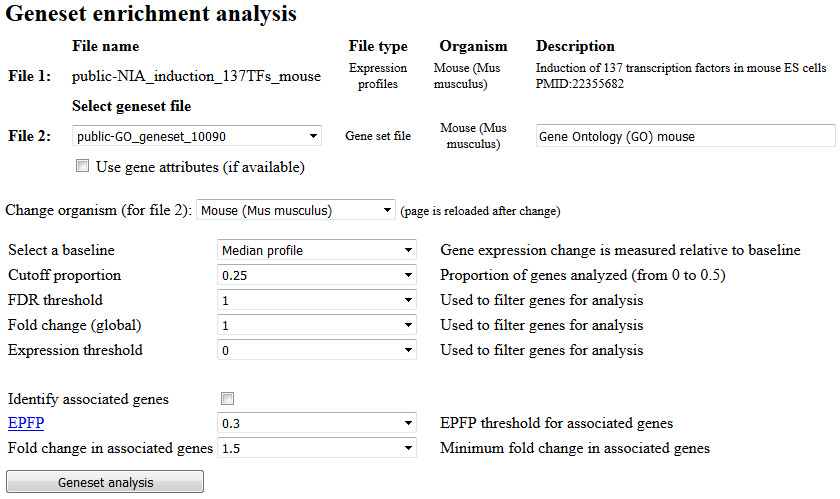 Geneset enrichment analysis
File name File type Organism Description
File 1: public-NIA_induction_137TFs_mouse Expression profiles Mouse (Mus musculus) Induction of 137 transcription factors in mouse ES cells PMID:22355682
Select geneset file
File 2: public-GO_geneset_10090 Gene set file Mouse (Mus musculus) Gene Ontology (GO) mouse
Use gene attributes (if available)
Change organism (for file 2): Mouse (Mus musculus) (page is reloaded after change)
Select a baseline Median profile Gene expression change is measured relative to baseline
Cutoff proportion 0.25 Proportion of genes analyzed (from 0 to 0.5)
FDR threshold 1 Used to filter genes for analysis
Fold change (global) 1 Used to filter genes for analysis
Expression threshold 0 Used to filter genes for analysis
Identify associated genes
EPFP 0.3 EPFP threshold for associated genes
Fold change in associated genes 1.5 Minimum fold change in associated genes
Geneset analysis